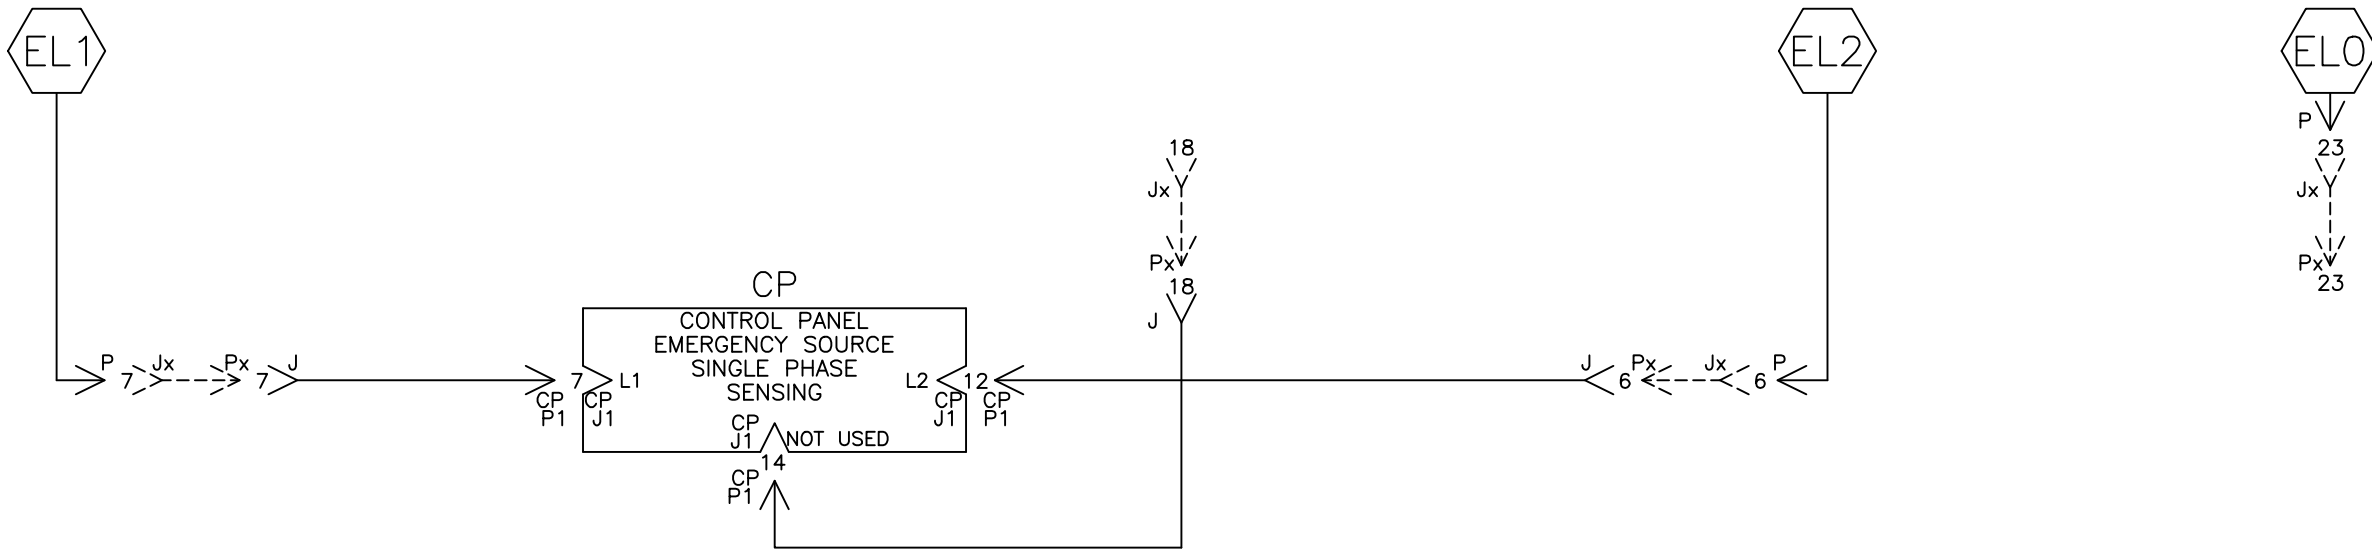 EL1
EL2
EL0
P
18
23
Jx
Jx
Px
Px
18
23
CP
J
CONTROL PANEL
EMERGENCY SOURCE
SINGLE PHASE
SENSING
P
Jx
Px
J
J
Px
Jx
P
7
7
7
L1
L2
12
6
6
CP
CP
CP
CP
P1
J1
J1
P1
CP
J1
NOT USED
14
CP
P1